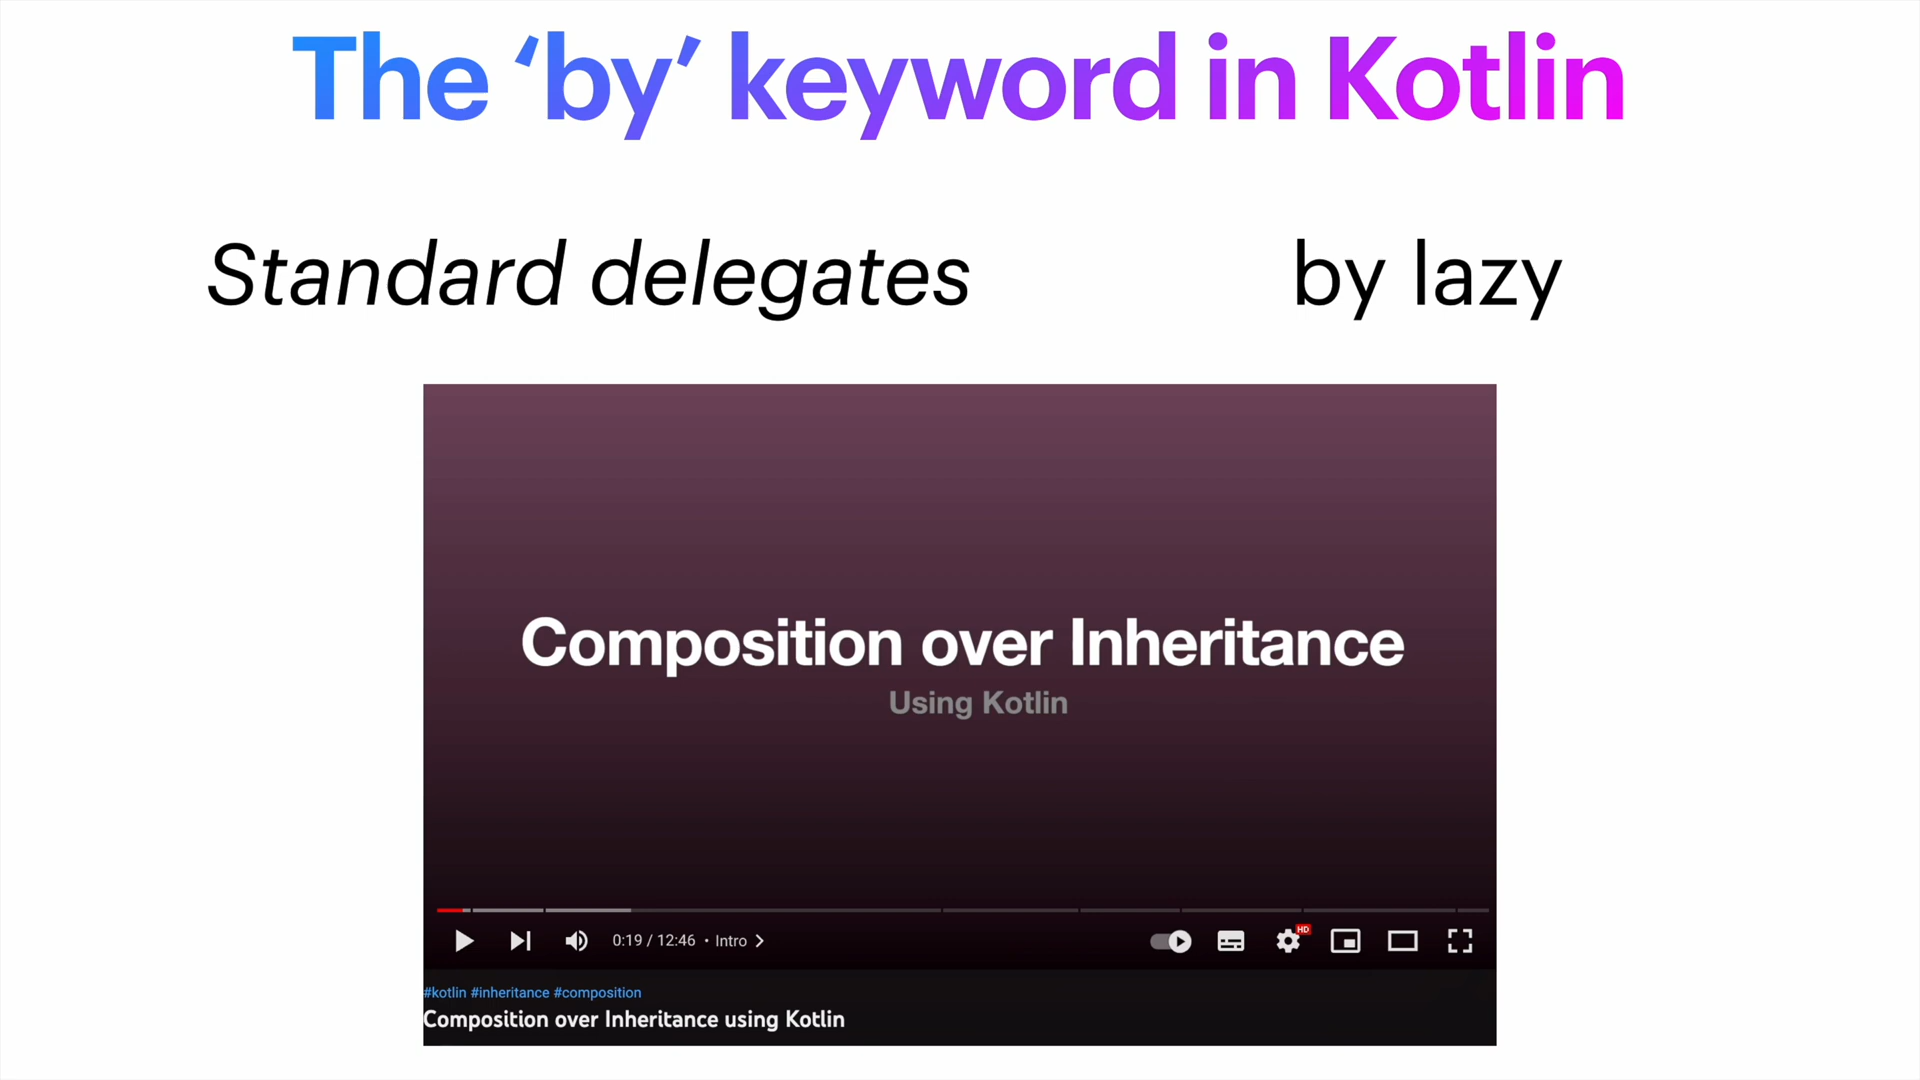 The ‘by’ keyword in Kotlin
Standard delegates
by lazy
Composition over Inheritance
Using Kotlin
0:19 / 12:46 • Intro
HD
#kotlin #inheritance #composition
Composition over Inheritance using Kotlin